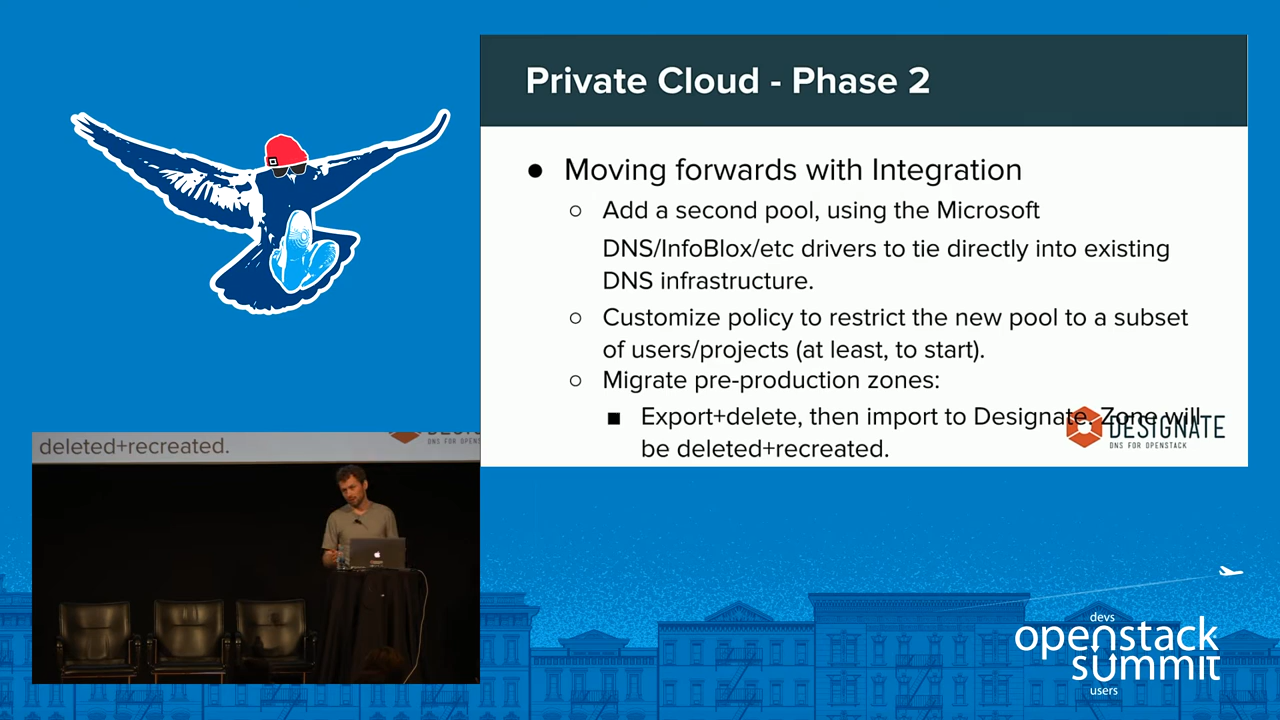 Private Cloud - Phase 2
● Moving forwards with Integration
○ Add a second pool, using the Microsoft
DNS/InfoBlox/etc drivers to tie directly into existing
DNS infrastructure.
○ Customize policy to restrict the new pool to a subset
of users/projects (at least, to start).
○ Migrate pre-production zones:
■ Export+delete, then import to Designate. Zone will
be deleted+recreated.
DESIGNATE
DNS FOR OPENSTACK
deleted+recreated.
DNS FOR OPENS
devs
openstack
summit
users